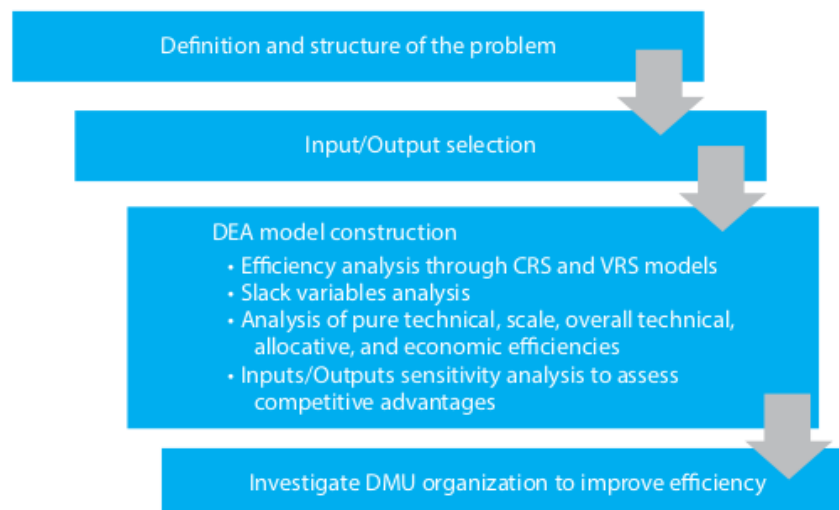 Definition and structure of the problem
Input/Output selection
DEA model construction
• Efficiency analysis through CRS and VRS models
• Slack variables analysis
• Analysis of pure technical, scale, overall technical,
allocative, and economic efficiencies
• Inputs/Outputs sensitivity analysis to assess
competitive advantages
Investigate DMU organization to improve efficiency